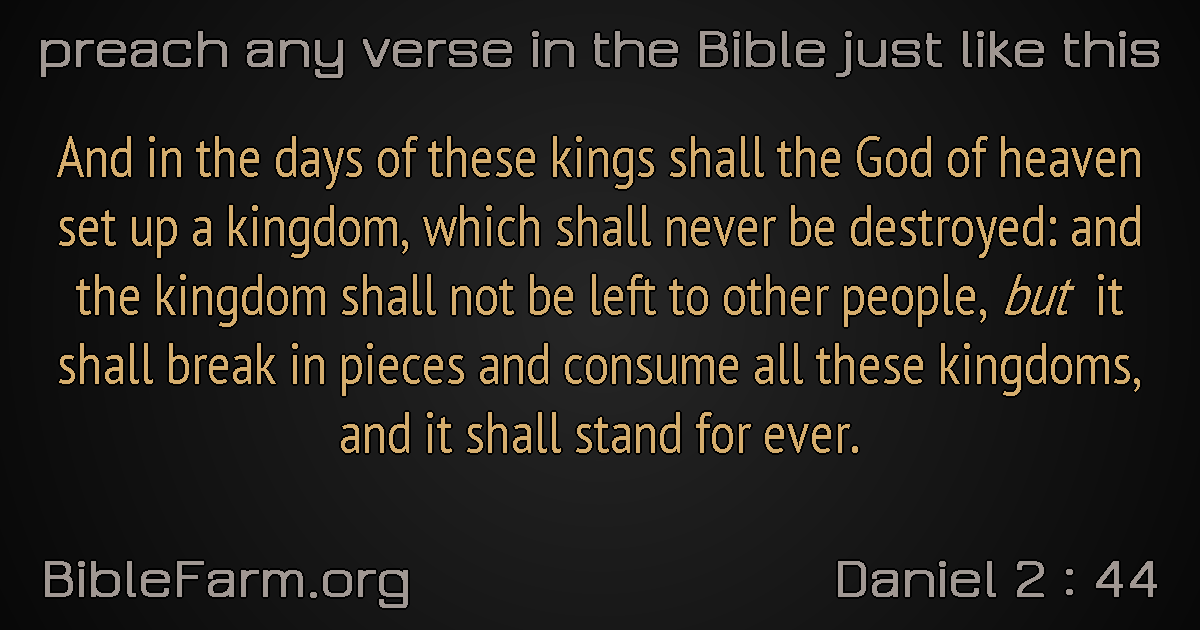 preach any verse in the Bible just like this
And in the days of these kings shall the God of heaven
set up a kingdom, which shall never be destroyed: and
the kingdom shall not be left to other people, but it
shall break in pieces and consume all these kingdoms,
and it shall stand for ever.
BibleFarm.org
Daniel 2 : 44